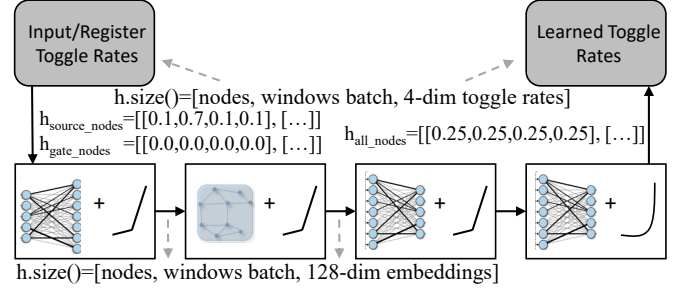 Input/Register
Toggle Rates
Learned Toggle
Rates
h.size()=[nodes, windows batch, 4-dim toggle rates]
h_source_nodes=[[0.1,0.7,0.1,0.1], […]]
h_gate_nodes =[[0.0,0.0,0.0,0.0], […]]
h_all_nodes=[[0.25,0.25,0.25,0.25], […]]
+
+
+
+
h.size()=[nodes, windows batch, 128-dim embeddings]